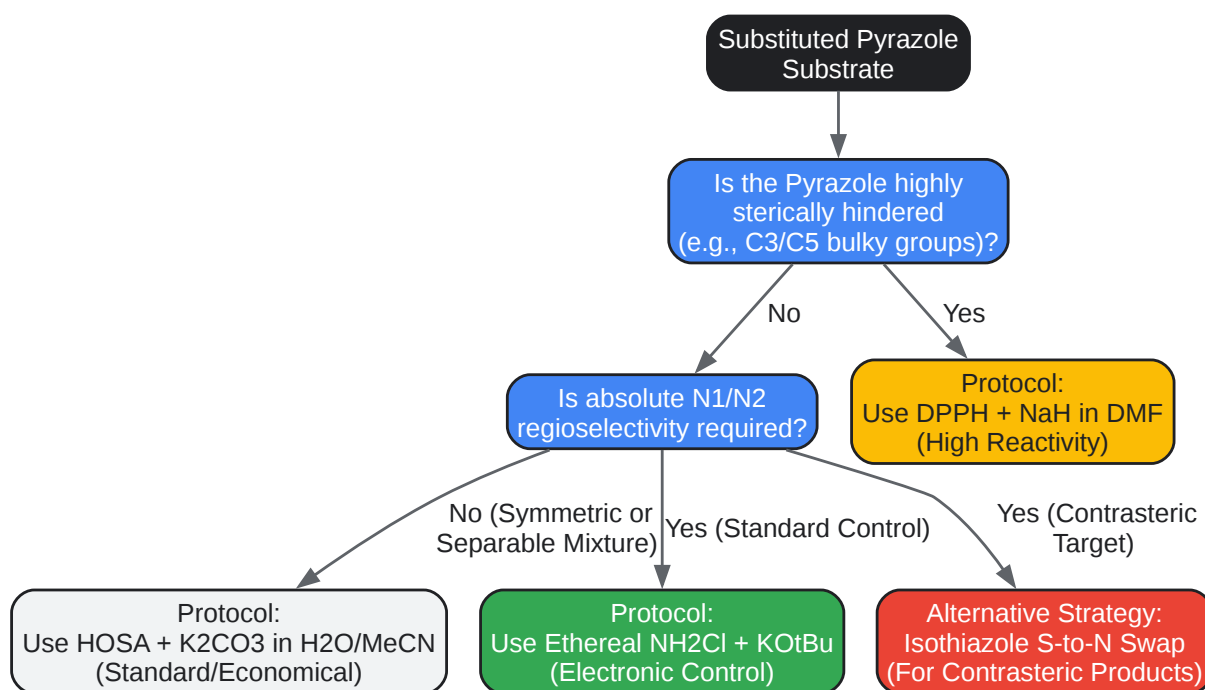 Substituted Pyrazole
Substrate
Is the Pyrazole highly
sterically hindered
(e.g., C3/C5 bulky groups)?
No
Yes
Is absolute N1/N2
regioselectivity required?
Protocol:
Use DPPH + NaH in DMF
(High Reactivity)
No (Symmetric or
Separable Mixture)
Yes (Standard Control)
Yes (Contrasteric
Target)
Protocol:
Use HOSA + K2CO3 in H2O/MeCN
(Standard/Economical)
Protocol:
Use Ethereal NH2Cl + KOtBu
(Electronic Control)
Alternative Strategy:
Isothiazole S-to-N Swap
(For Contrasteric Products)